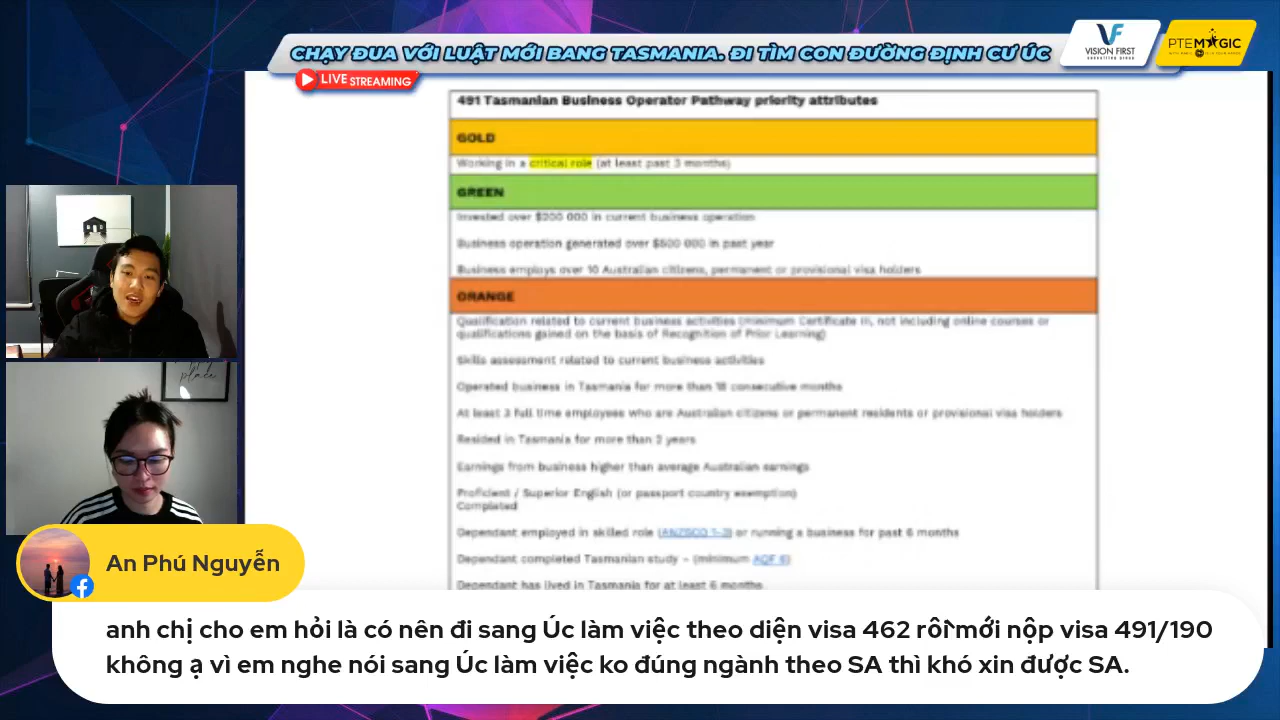 CHẠY ĐUA VỚI LUẬT MỚI BANG TASMANIA. ĐI TÌM CON ĐƯỜNG ĐỊNH CƯ ÚC
VISION FIRST
PTE MAGIC
LIVE STREAMING
491 Tasmanian Business Operator Pathway priority attributes
GOLD
Working in a critical role (at least past 3 months)
GREEN
Invested over $200 000 in current business operation
Business operation generated over $500 000 in past year
Business employs over 10 Australian citizens, permanent or provisional visa holders
ORANGE
Qualification related to current business activities (minimum Certificate III, not including online courses or
qualifications gained on the basis of Recognition of Prior Learning)
Skills assessment related to current business activities
Operated business in Tasmania for more than 18 consecutive months
At least 3 full time employees who are Australian citizens or permanent residents or provisional visa holders
Resided in Tasmania for more than 2 years
Earnings from business higher than average Australian earnings
Proficient / Superior English (or passport country exemption)
Completed
Dependant employed in skilled role (ANZSCO 1-3) or running a business for past 6 months
Dependant completed Tasmanian study – (minimum AQF 6)
Dependant has lived in Tasmania for at least 6 months
place
An Phú Nguyễn
anh chị cho em hỏi là có nên đi sang Úc làm việc theo diện visa 462 rồi mới nộp visa 491/190
không ạ vì em nghe nói sang Úc làm việc ko đúng ngành theo SA thì khó xin được SA.